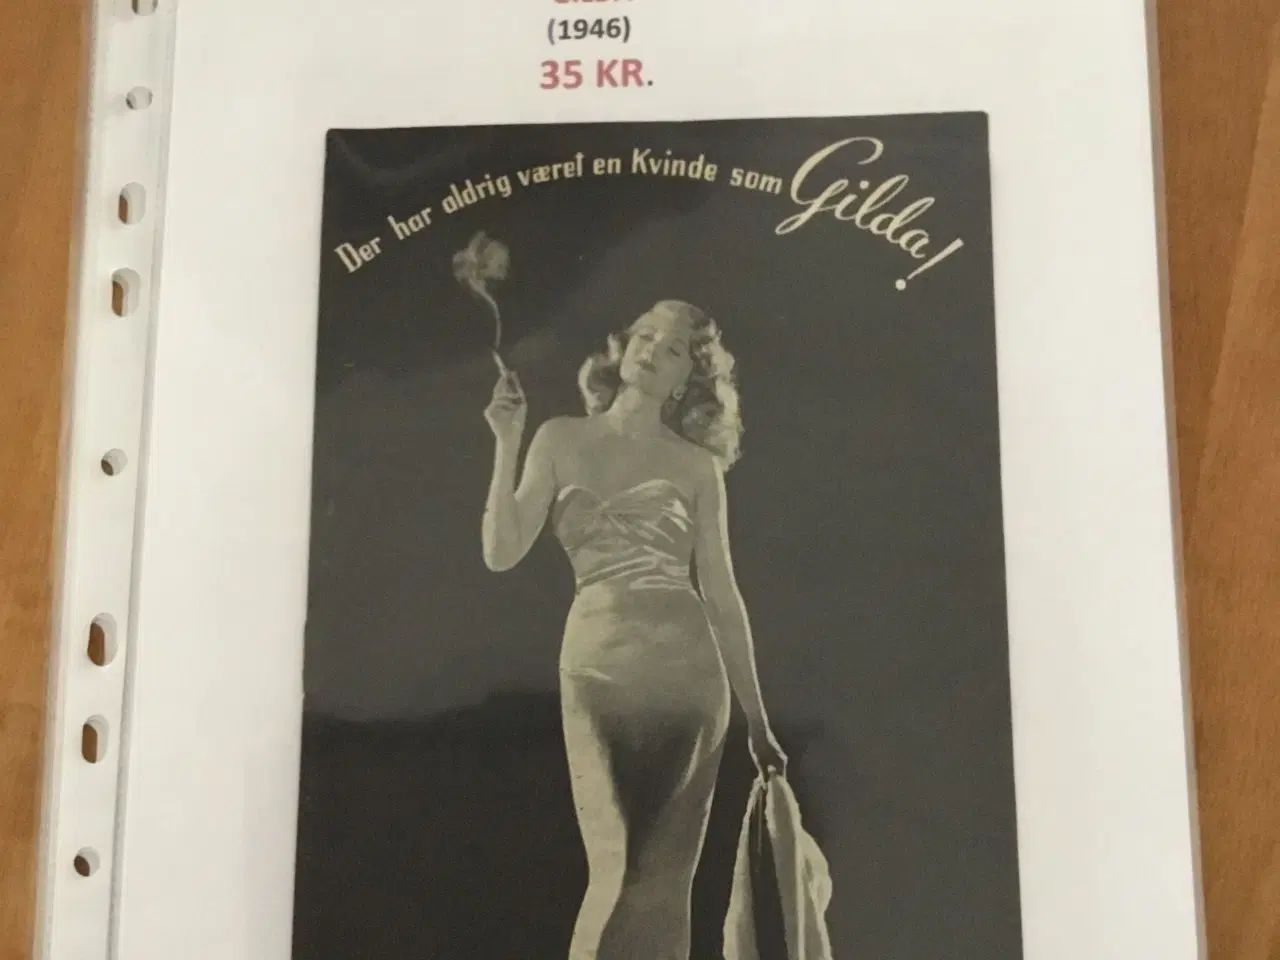 (1946)
35 KR.
Der har aldrig været en Kvinde som Gilda!